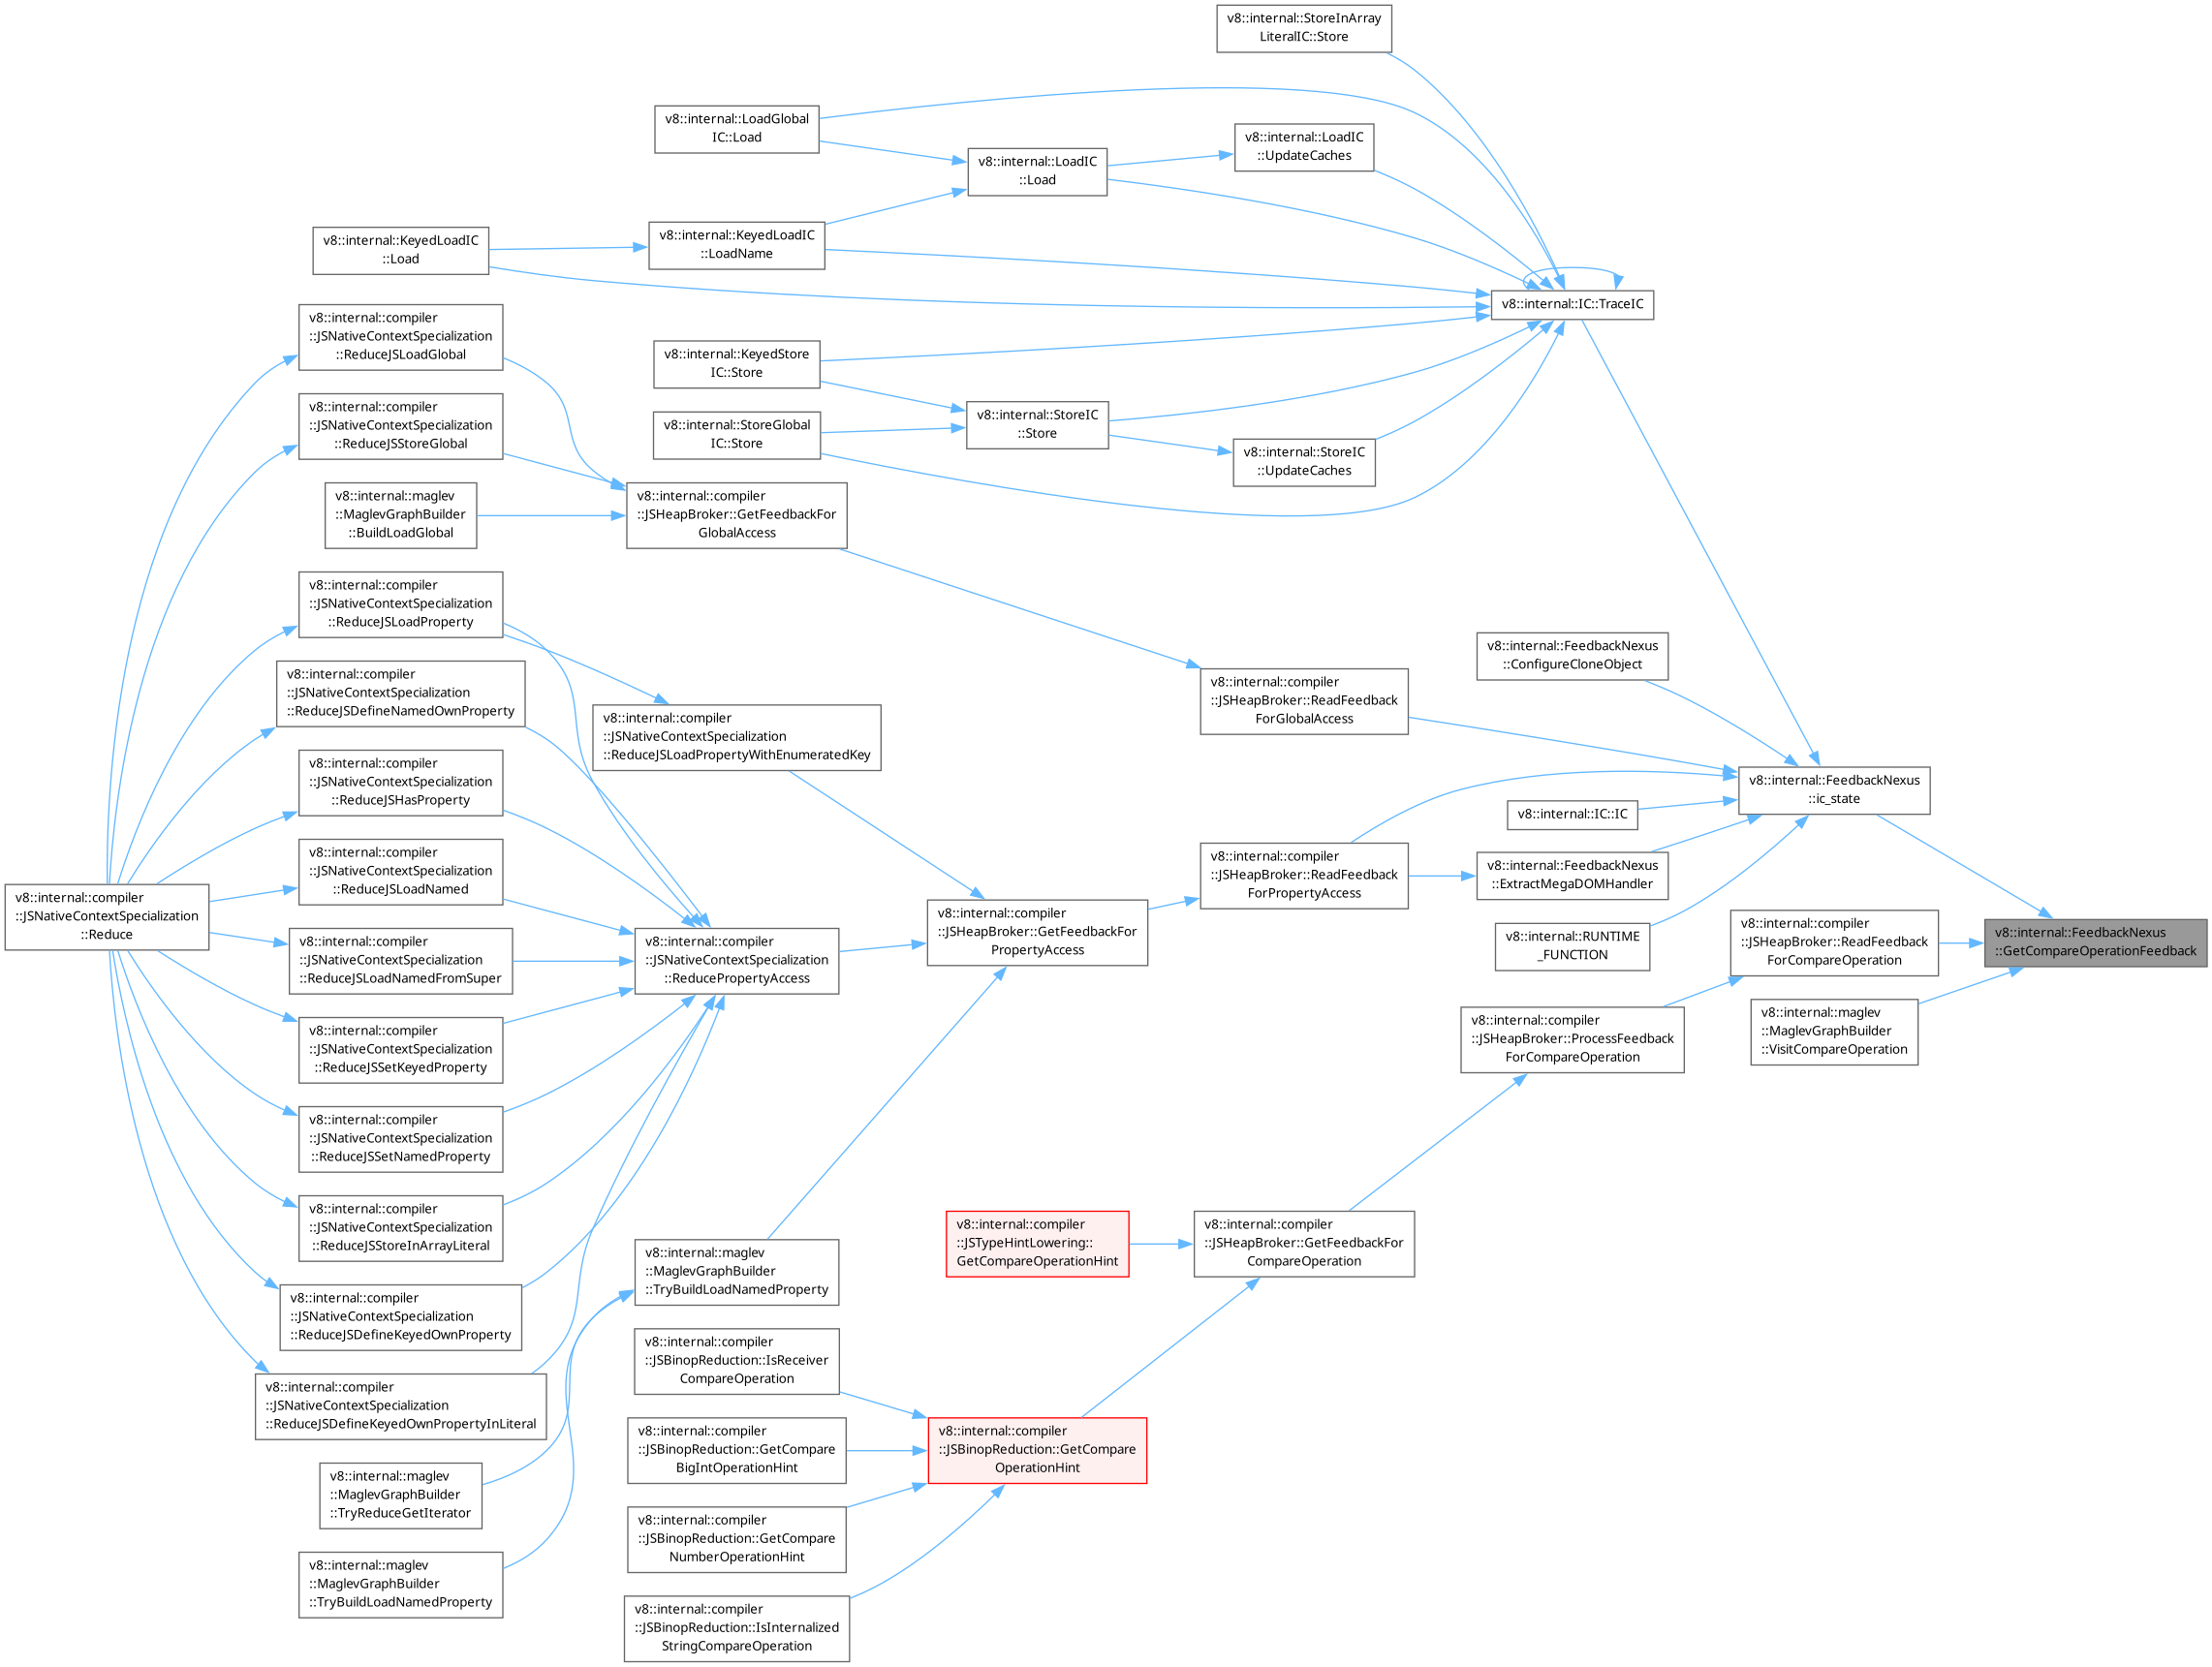 v8::internal::StoreInArray
LiteralIC::Store
v8::internal::LoadGlobal
IC::Load
v8::internal::LoadIC
::UpdateCaches
v8::internal::LoadIC
::Load
v8::internal::KeyedLoadIC
::Load
v8::internal::KeyedLoadIC
::LoadName
v8::internal::IC::TraceIC
v8::internal::compiler
::JSNativeContextSpecialization
::ReduceJSLoadGlobal
v8::internal::KeyedStore
IC::Store
v8::internal::compiler
::JSNativeContextSpecialization
::ReduceJSStoreGlobal
v8::internal::StoreGlobal
IC::Store
v8::internal::StoreIC
::Store
v8::internal::StoreIC
::UpdateCaches
v8::internal::maglev
::MaglevGraphBuilder
::BuildLoadGlobal
v8::internal::compiler
::JSHeapBroker::GetFeedbackFor
GlobalAccess
v8::internal::compiler
::JSNativeContextSpecialization
::ReduceJSLoadProperty
v8::internal::FeedbackNexus
::ConfigureCloneObject
v8::internal::compiler
::JSNativeContextSpecialization
::ReduceJSDefineNamedOwnProperty
v8::internal::compiler
::JSHeapBroker::ReadFeedback
ForGlobalAccess
v8::internal::compiler
::JSNativeContextSpecialization
::ReduceJSLoadPropertyWithEnumeratedKey
v8::internal::compiler
::JSNativeContextSpecialization
::ReduceJSHasProperty
v8::internal::FeedbackNexus
::ic_state
v8::internal::IC::IC
v8::internal::compiler
::JSNativeContextSpecialization
::ReduceJSLoadNamed
v8::internal::compiler
::JSHeapBroker::ReadFeedback
ForPropertyAccess
v8::internal::FeedbackNexus
::ExtractMegaDOMHandler
v8::internal::compiler
::JSNativeContextSpecialization
::Reduce
v8::internal::compiler
::JSNativeContextSpecialization
::ReduceJSLoadNamedFromSuper
v8::internal::compiler
::JSNativeContextSpecialization
::ReducePropertyAccess
v8::internal::compiler
::JSHeapBroker::GetFeedbackFor
PropertyAccess
v8::internal::RUNTIME
_FUNCTION
v8::internal::compiler
::JSHeapBroker::ReadFeedback
ForCompareOperation
v8::internal::FeedbackNexus
::GetCompareOperationFeedback
v8::internal::compiler
::JSNativeContextSpecialization
::ReduceJSSetKeyedProperty
v8::internal::compiler
::JSHeapBroker::ProcessFeedback
ForCompareOperation
v8::internal::maglev
::MaglevGraphBuilder
::VisitCompareOperation
v8::internal::compiler
::JSNativeContextSpecialization
::ReduceJSSetNamedProperty
v8::internal::compiler
::JSNativeContextSpecialization
::ReduceJSStoreInArrayLiteral
v8::internal::compiler
::JSTypeHintLowering::
GetCompareOperationHint
v8::internal::compiler
::JSHeapBroker::GetFeedbackFor
CompareOperation
v8::internal::maglev
::MaglevGraphBuilder
::TryBuildLoadNamedProperty
v8::internal::compiler
::JSNativeContextSpecialization
::ReduceJSDefineKeyedOwnProperty
v8::internal::compiler
::JSBinopReduction::IsReceiver
CompareOperation
v8::internal::compiler
::JSNativeContextSpecialization
::ReduceJSDefineKeyedOwnPropertyInLiteral
v8::internal::compiler
::JSBinopReduction::GetCompare
BigIntOperationHint
v8::internal::compiler
::JSBinopReduction::GetCompare
OperationHint
v8::internal::maglev
::MaglevGraphBuilder
::TryReduceGetIterator
v8::internal::compiler
::JSBinopReduction::GetCompare
NumberOperationHint
v8::internal::maglev
::MaglevGraphBuilder
::TryBuildLoadNamedProperty
v8::internal::compiler
::JSBinopReduction::IsInternalized
StringCompareOperation